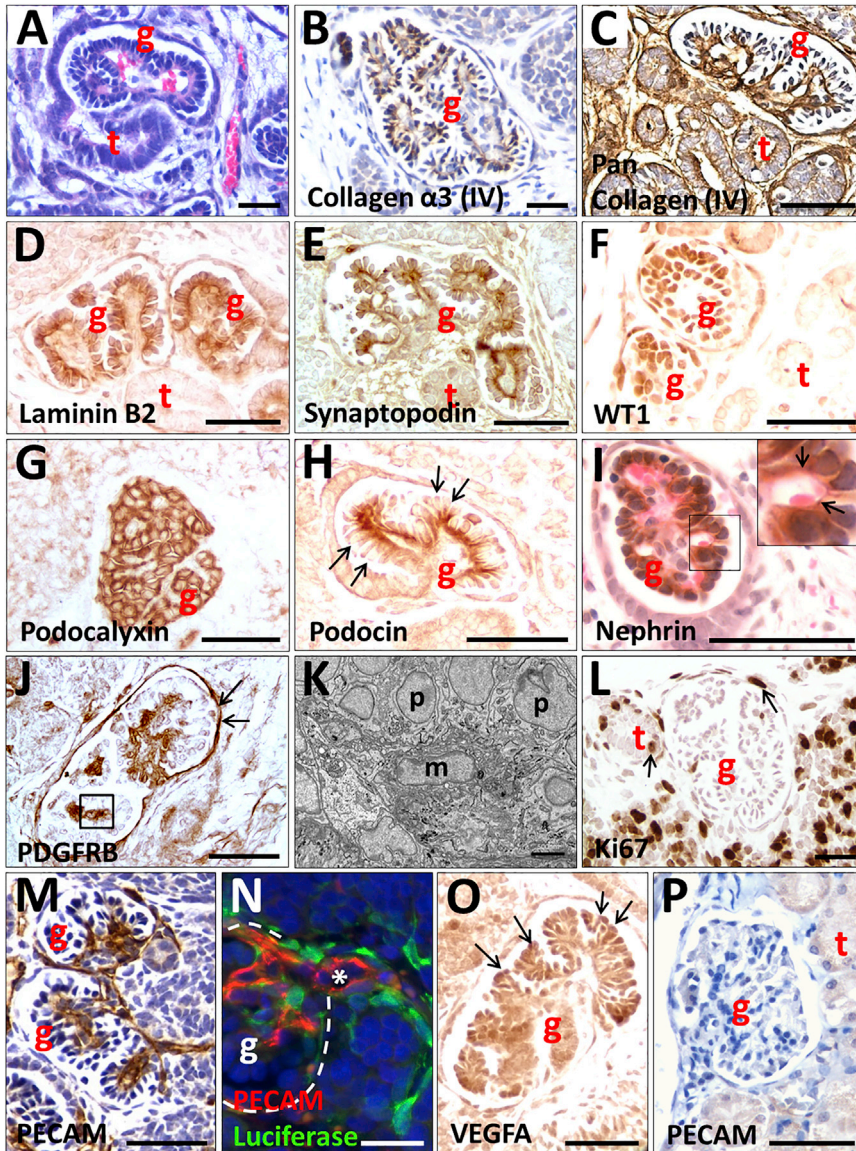 A
g
t
B
g
Collagen α3 (IV)
C
g
t
Pan
Collagen (IV)
D
g
g
t
Laminin B2
E
g
t
Synaptopodin
F
g
g
t
WT1
G
g
Podocalyxin
H
g
Podocin
I
g
Nephrin
J
PDGFRB
K
p
p
m
L
t
g
Ki67
M
g
g
PECAM
N
*
g
PECAM
Luciferase
O
g
VEGFA
P
t
g
PECAM